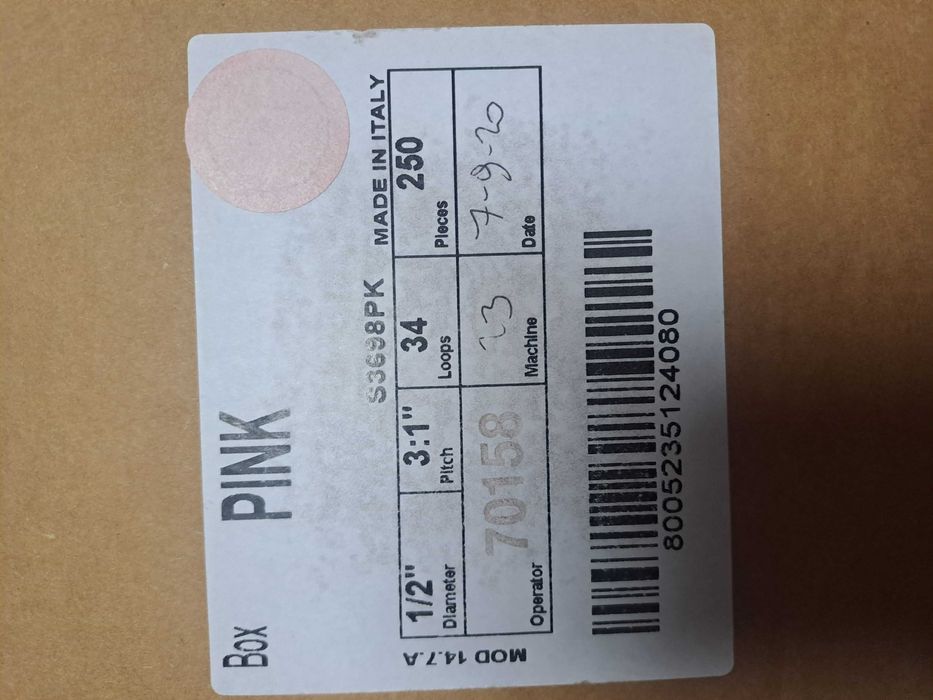 Box PINK
S3698PK MADE IN ITALY
1/2" 3:1" 34 250
Diameter Pitch Loops Pieces
70158 23 7-9-20
Operator Machine Date
8005235124080
MOD 14.7.A